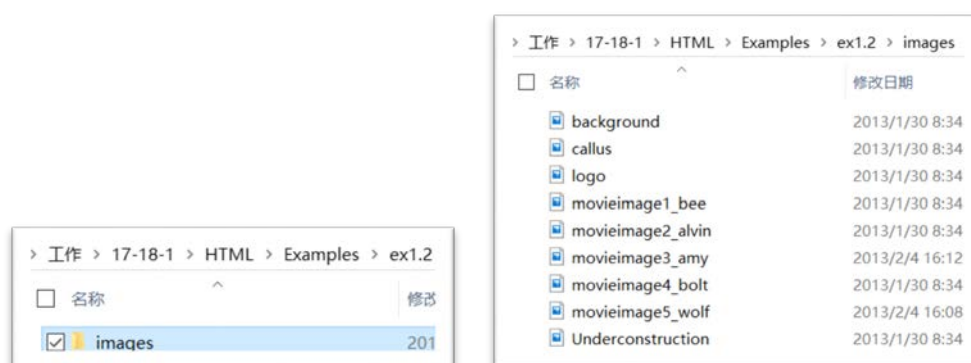 > 工作 > 17-18-1 > HTML > Examples > ex1.2
名称 修改
images 201
> 工作 > 17-18-1 > HTML > Examples > ex1.2 > images
名称 修改日期
background 2013/1/30 8:34
callus 2013/1/30 8:34
logo 2013/1/30 8:34
movieimage1_bee 2013/1/30 8:34
movieimage2_alvin 2013/1/30 8:34
movieimage3_amy 2013/2/4 16:12
movieimage4_bolt 2013/1/30 8:34
movieimage5_wolf 2013/2/4 16:08
Underconstruction 2013/1/30 8:34